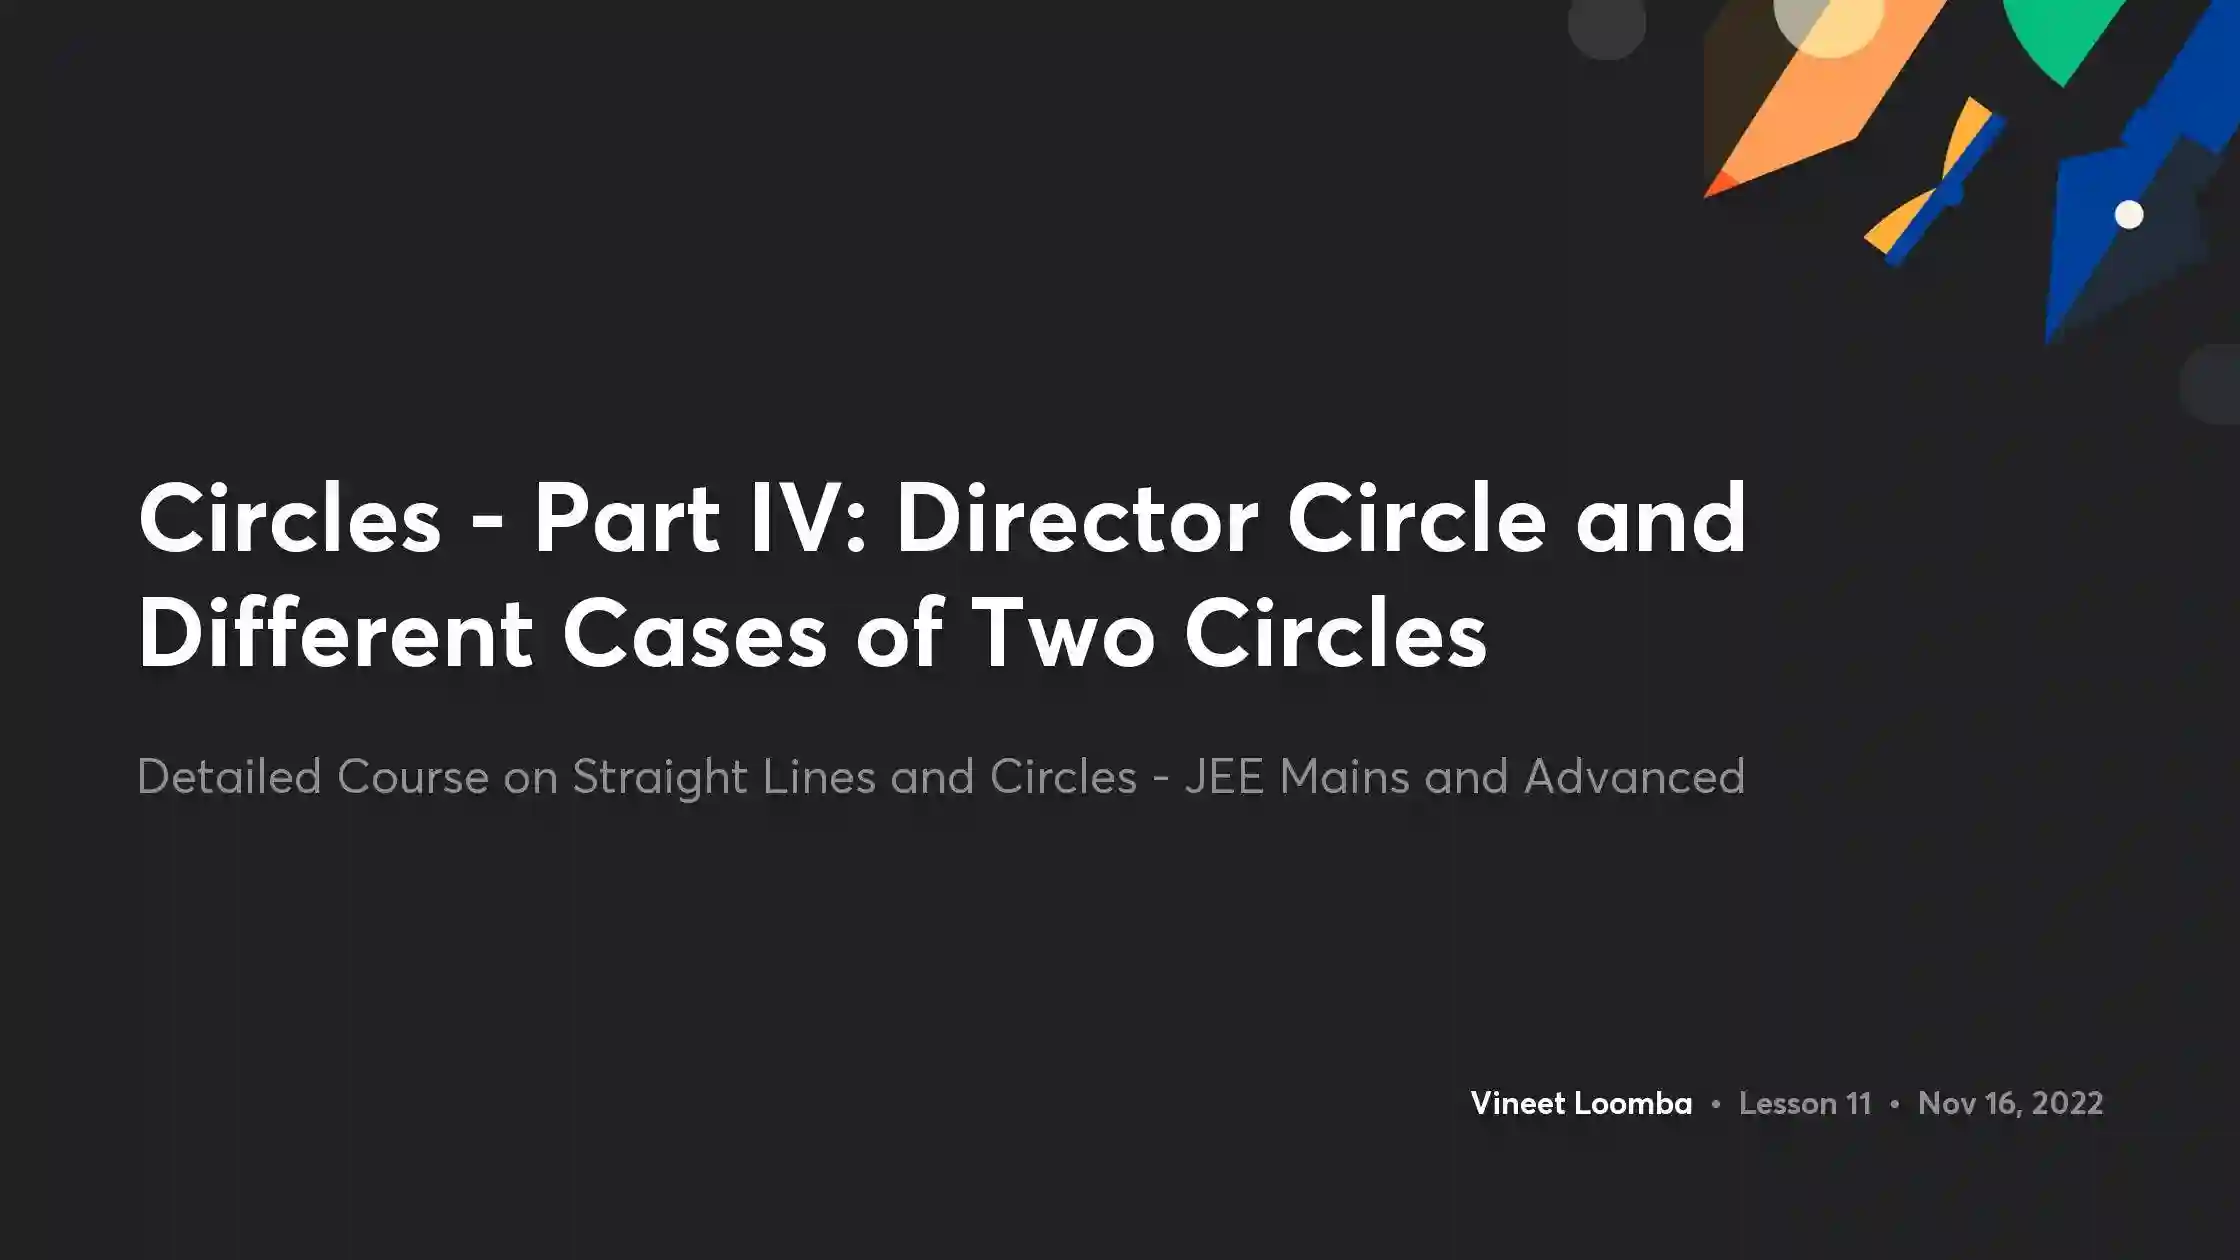 Circles - Part IV: Director Circle and
Different Cases of Two Circles
Detailed Course on Straight Lines and Circles - JEE Mains and Advanced
Vineet Loomba • Lesson 11 • Nov 16, 2022